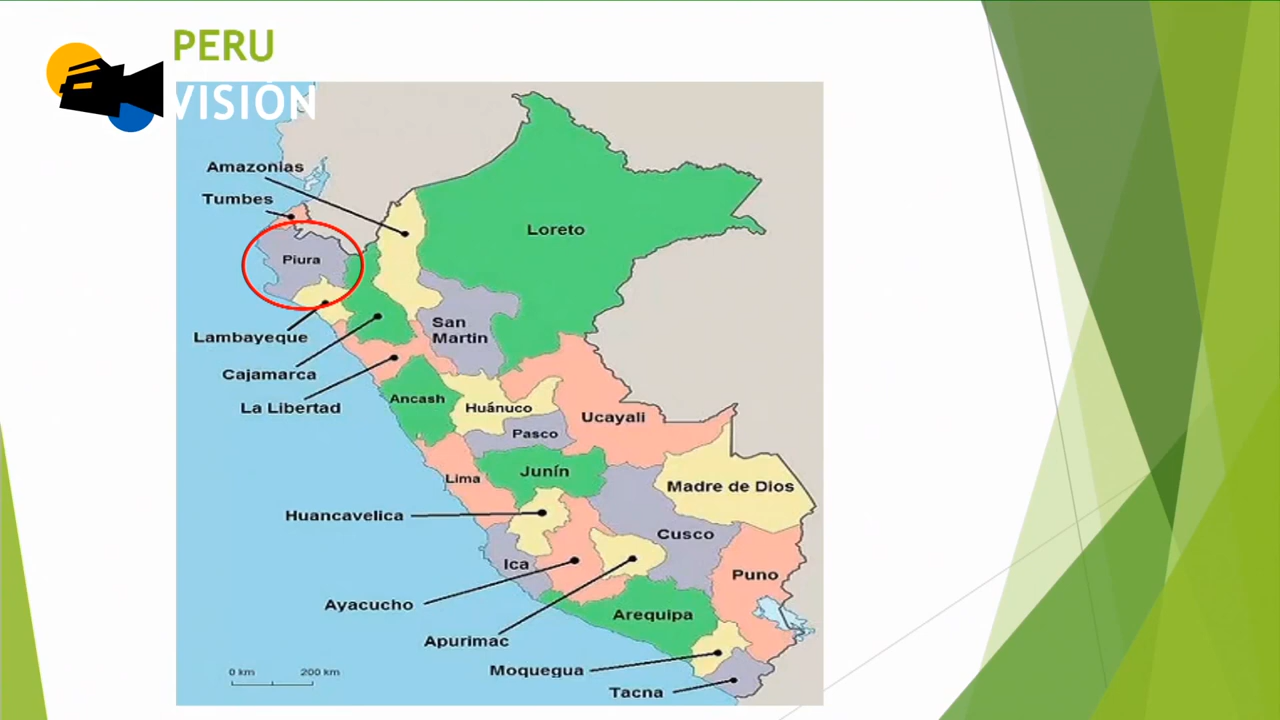 PERU
VISIÓN
Amazonias
Tumbes
Loreto
Piura
San
Martin
Lambayeque
Cajamarca
La Libertad
Ancash
Huánuco
Ucayali
Pasco
Junín
Lima
Madre de Dios
Huancavelica
Cusco
Ica
Puno
Ayacucho
Arequipa
Apurimac
Moquegua
0 km 200 km
Tacna